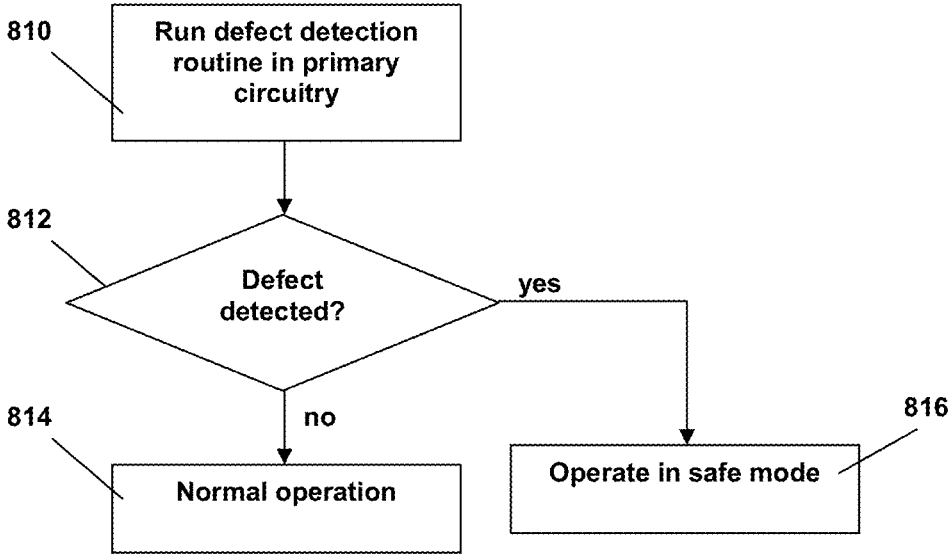 810
Run defect detection
routine in primary
circuitry
812
Defect
detected?
yes
no
814
Normal operation
816
Operate in safe mode